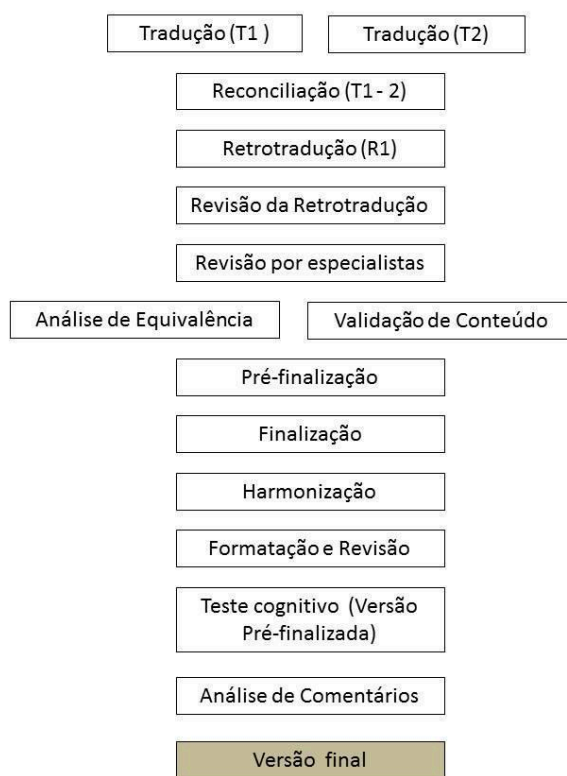 Tradução (T1 )
Tradução (T2)
Reconciliação (T1 - 2)
Retrotradução (R1)
Revisão da Retrotradução
Revisão por especialistas
Análise de Equivalência
Validação de Conteúdo
Pré-finalização
Finalização
Harmonização
Formatação e Revisão
Teste cognitivo (Versão
Pré-finalizada)
Análise de Comentários
Versão final